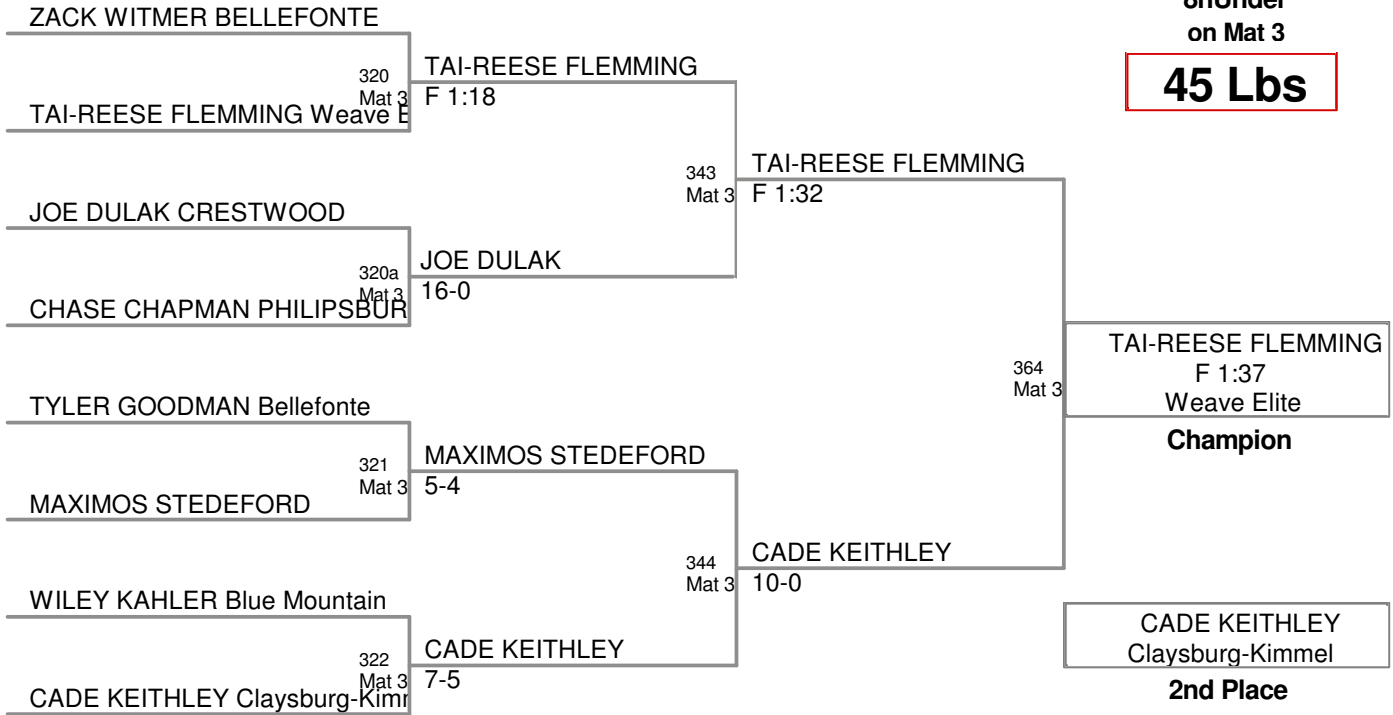 8nUnder
on Mat 3
45 Lbs
ZACK WITMER BELLEFONTE
320
Mat 3
TAI-REESE FLEMMING
F 1:18
TAI-REESE FLEMMING Weave E
343
Mat 3
TAI-REESE FLEMMING
F 1:32
JOE DULAK CRESTWOOD
320a
Mat 3
JOE DULAK
16-0
CHASE CHAPMAN PHILIPSBUR
364
Mat 3
TAI-REESE FLEMMING
F 1:37
Weave Elite
Champion
TYLER GOODMAN Bellefonte
321
Mat 3
MAXIMOS STEDEFORD
5-4
MAXIMOS STEDEFORD
344
Mat 3
CADE KEITHLEY
10-0
WILEY KAHLER Blue Mountain
322
Mat 3
CADE KEITHLEY
7-5
CADE KEITHLEY Claysburg-Kimm
CADE KEITHLEY
Claysburg-Kimmel
2nd Place